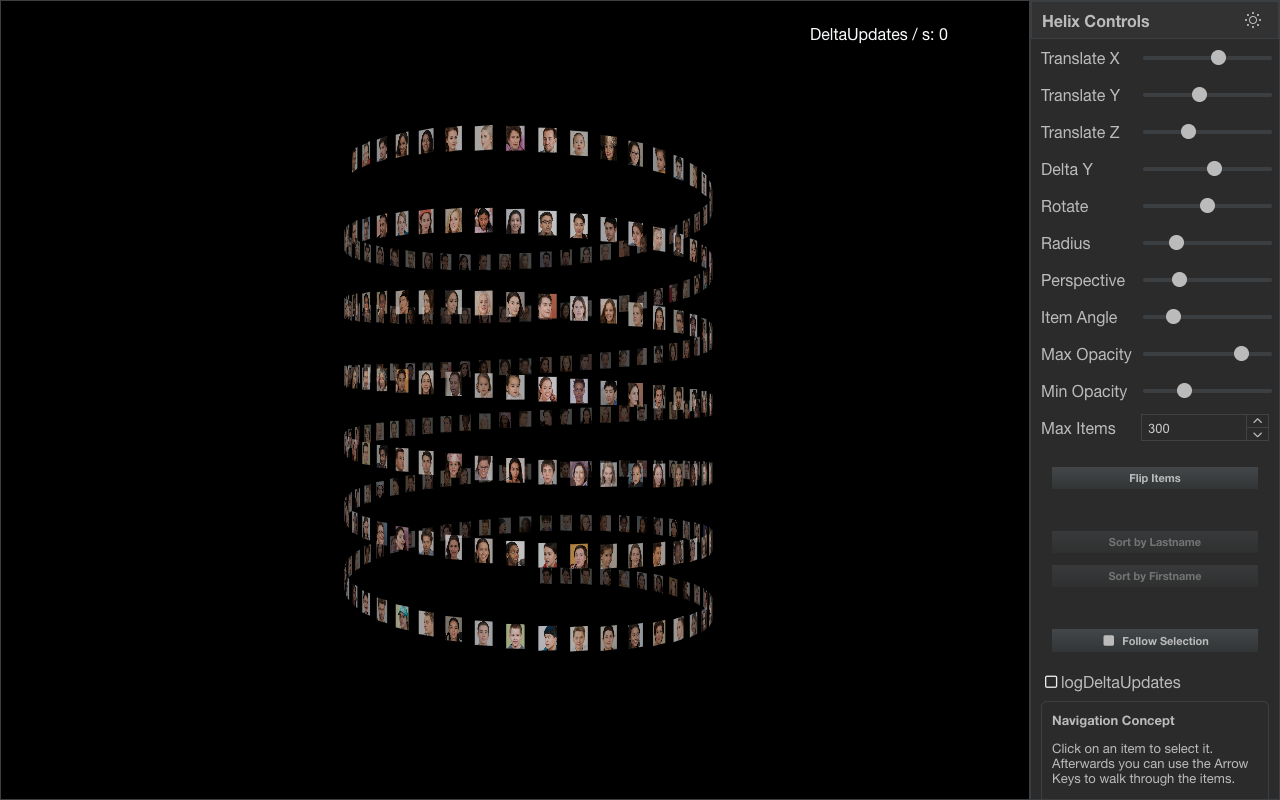 DeltaUpdates / s: 0
Helix Controls
Translate X
Translate Y
Translate Z
Delta Y
Rotate
Radius
Perspective
Item Angle
Max Opacity
Min Opacity
Max Items 300
Flip Items
Sort by Lastname
Sort by Firstname
Follow Selection
logDeltaUpdates
Navigation Concept
Click on an item to select it.
Afterwards you can use the Arrow
Keys to walk through the items.